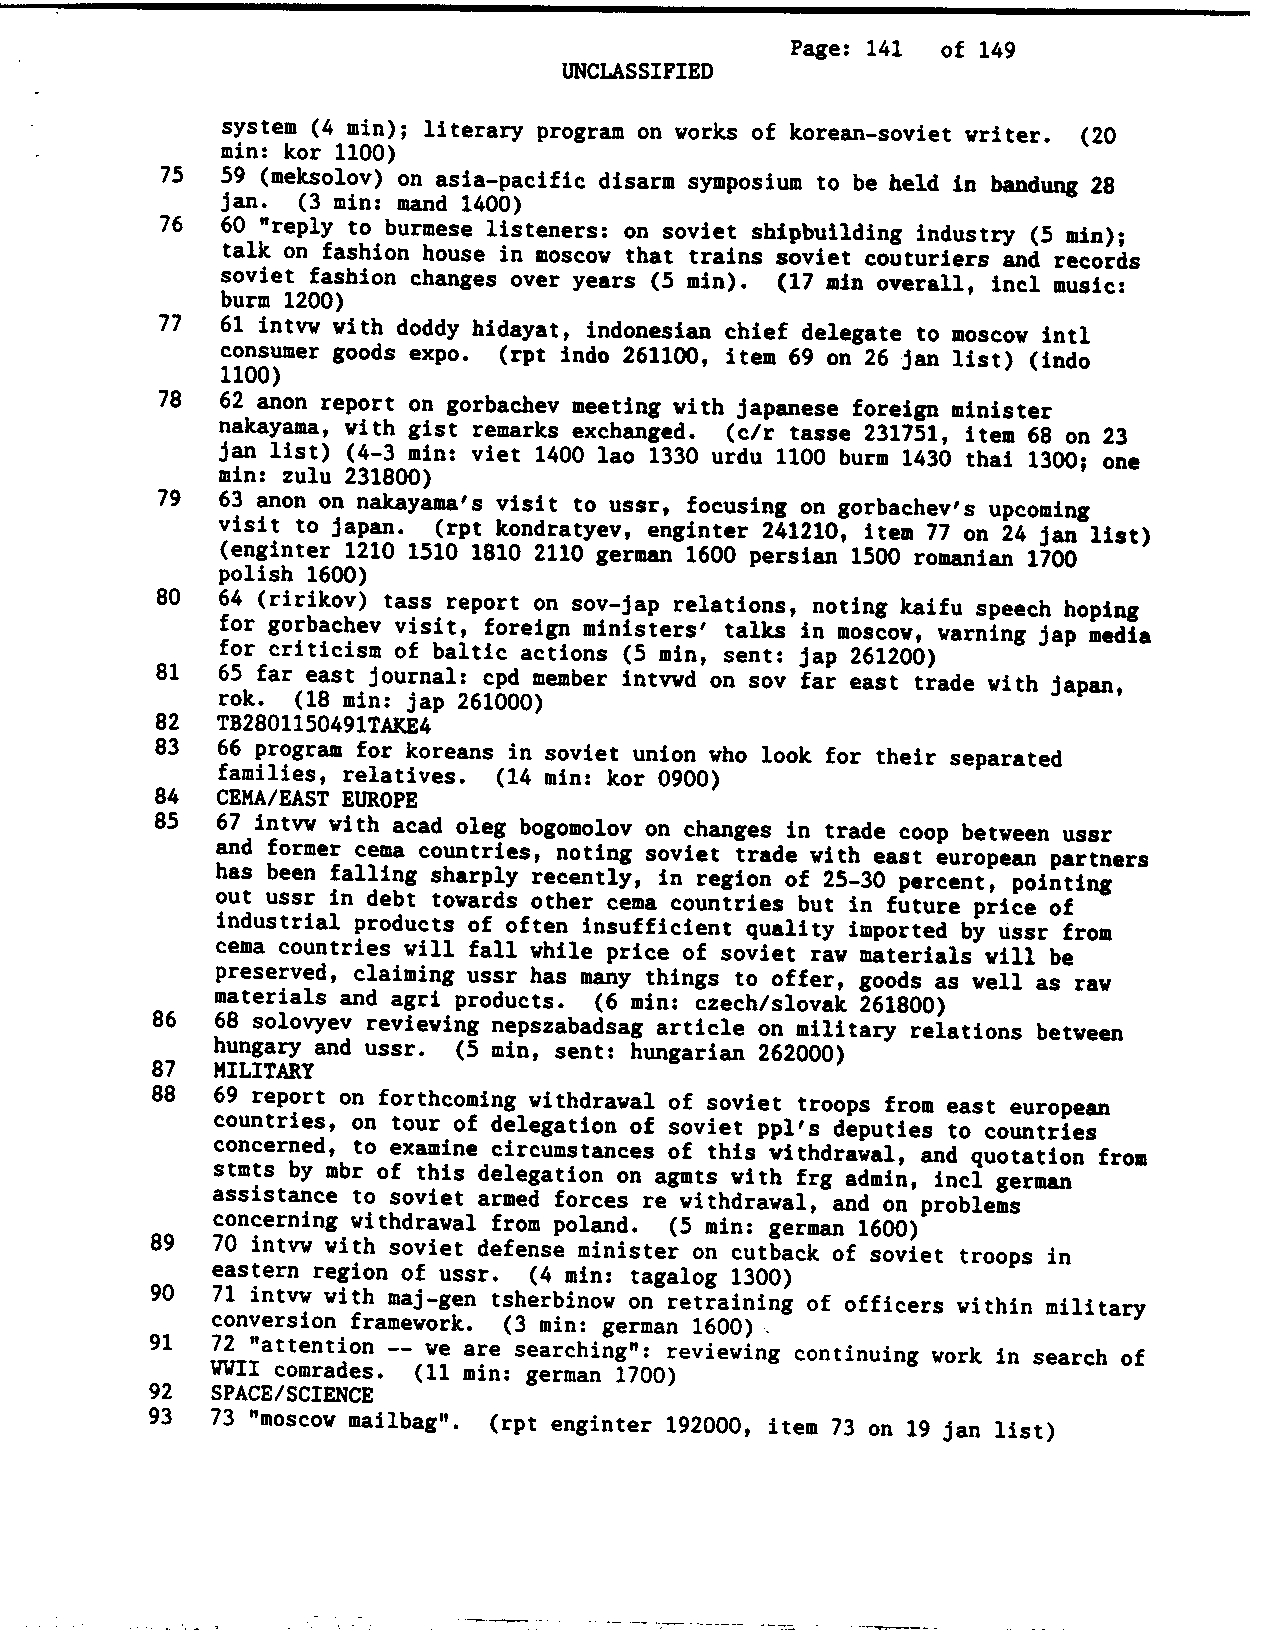 Page: 141 of 149
UNCLASSIFIED
system (4 min); literary program on works of korean-soviet writer. (20
min: kor 1100)
75 59 (meksolov) on asia-pacific disarm symposium to be held in bandung 28
jan. (3 min: mand 1400)
76 60 "reply to burmese listeners: on soviet shipbuilding industry (5 min);
talk on fashion house in moscow that trains soviet couturiers and records
soviet fashion changes over years (5 min). (17 min overall, incl music:
burm 1200)
77 61 intvw with doddy hidayat, indonesian chief delegate to moscow intl
consumer goods expo. (rpt indo 261100, item 69 on 26 jan list) (indo
1100)
78 62 anon report on gorbachev meeting with japanese foreign minister
nakayama, with gist remarks exchanged. (c/r tasse 231751, item 68 on 23
jan list) (4-3 min: viet 1400 lao 1330 urdu 1100 burm 1430 thai 1300; one
min: zulu 231800)
79 63 anon on nakayama's visit to ussr, focusing on gorbachev's upcoming
visit to japan. (rpt kondratyev, enginter 241210, item 77 on 24 jan list)
(enginter 1210 1510 1810 2110 german 1600 persian 1500 romanian 1700
polish 1600)
80 64 (ririkov) tass report on sov-jap relations, noting kaifu speech hoping
for gorbachev visit, foreign ministers' talks in moscow, warning jap media
for criticism of baltic actions (5 min, sent: jap 261200)
81 65 far east journal: cpd member intvwd on sov far east trade with japan,
rok. (18 min: jap 261000)
82 TB2801150491TAKE4
83 66 program for koreans in soviet union who look for their separated
families, relatives. (14 min: kor 0900)
84 CEMA/EAST EUROPE
85 67 intvw with acad oleg bogomolov on changes in trade coop between ussr
and former cema countries, noting soviet trade with east european partners
has been falling sharply recently, in region of 25-30 percent, pointing
out ussr in debt towards other cema countries but in future price of
industrial products of often insufficient quality imported by ussr from
cema countries will fall while price of soviet raw materials will be
preserved, claiming ussr has many things to offer, goods as well as raw
materials and agri products. (6 min: czech/slovak 261800)
86 68 solovyev reviewing nepszabadsag article on military relations between
hungary and ussr. (5 min, sent: hungarian 262000)
87 MILITARY
88 69 report on forthcoming withdrawal of soviet troops from east european
countries, on tour of delegation of soviet ppl's deputies to countries
concerned, to examine circumstances of this withdrawal, and quotation from
stmts by mbr of this delegation on agmts with frg admin, incl german
assistance to soviet armed forces re withdrawal, and on problems
concerning withdrawal from poland. (5 min: german 1600)
89 70 intvw with soviet defense minister on cutback of soviet troops in
eastern region of ussr. (4 min: tagalog 1300)
90 71 intvw with maj-gen tsherbinow on retraining of officers within military
conversion framework. (3 min: german 1600)
91 72 "attention -- we are searching": reviewing continuing work in search of
WWII comrades. (11 min: german 1700)
92 SPACE/SCIENCE
93 73 "moscow mailbag". (rpt enginter 192000, item 73 on 19 jan list)